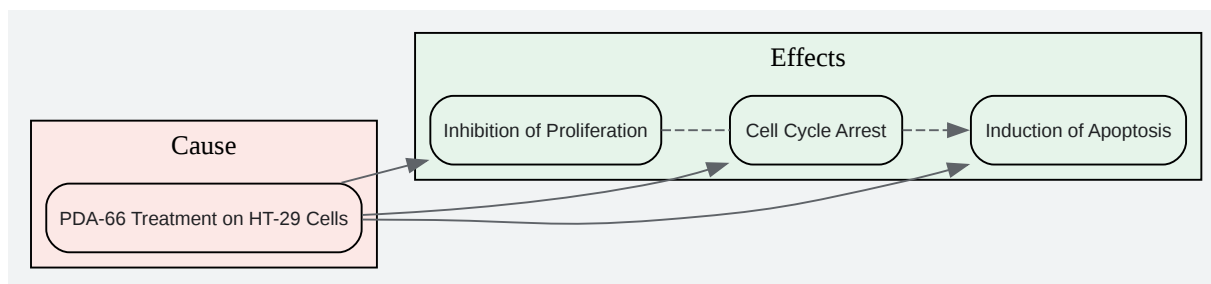 Cause
PDA-66 Treatment on HT-29 Cells
Effects
Inhibition of Proliferation
Cell Cycle Arrest
Induction of Apoptosis